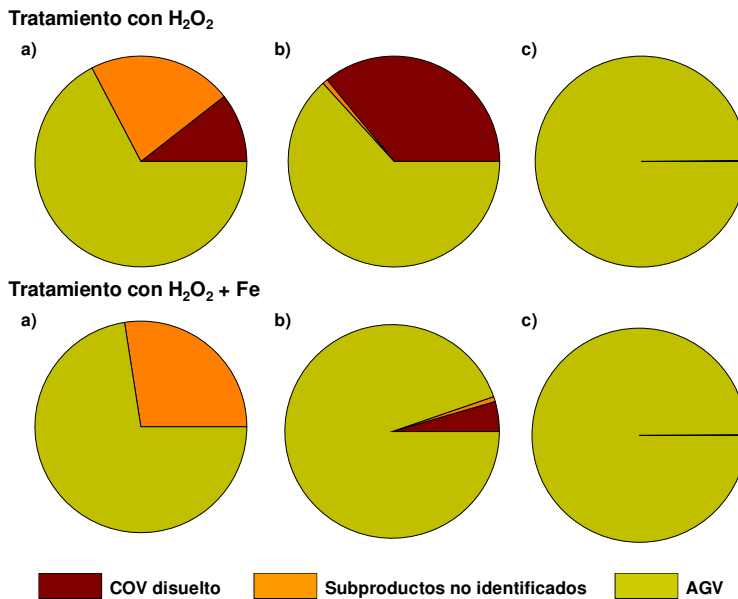 Tratamiento con H₂O₂
a) b) c)
Tratamiento con H₂O₂ + Fe
a) b) c)
COV disuelto Subproductos no identificados AGV